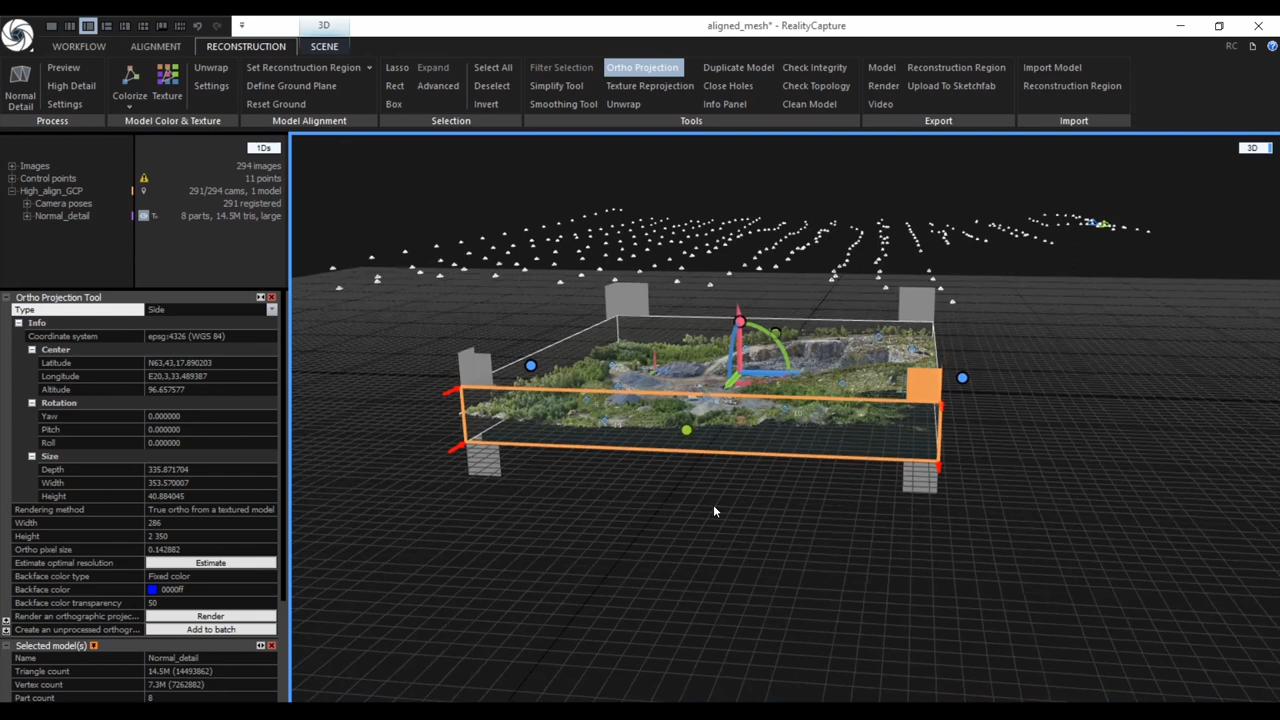 3D
aligned_mesh* - RealityCapture
WORKFLOW ALIGNMENT RECONSTRUCTION SCENE
RC
Preview Unwrap Set Reconstruction Region Lasso Expand Select All Filter Selection Ortho Projection Duplicate Model Check Integrity Model Reconstruction Region Import Model
Normal Detail High Detail Colorize Texture Settings Define Ground Plane Rect Advanced Deselect Simplify Tool Texture Reprojection Close Holes Check Topology Render Upload To Sketchfab Reconstruction Region
Settings Reset Ground Box Invert Smoothing Tool Unwrap Info Panel Clean Model Video
Process Model Color & Texture Model Alignment Selection Tools Export Import
1Ds
3D
Images 294 images
Control points 11 points
High_align_GCP 291/294 cams, 1 model
Camera poses 291 registered
Normal_detail 8 parts, 14.5M tris, large
Ortho Projection Tool
Type Side
Info
Coordinate system epsg:4326 (WGS 84)
Center
Latitude N63,43,17.890203
Longitude E20,3,33.489387
Altitude 96.657577
Rotation
Yaw 0.000000
Pitch 0.000000
Roll 0.000000
Size
Depth 335.871704
Width 353.570007
Height 40.884045
Rendering method True ortho from a textured model
Width 286
Height 2 350
Ortho pixel size 0.142882
Estimate optimal resolution Estimate
Backface color type Fixed color
Backface color 0000ff
Backface color transparency 50
Render an orthographic projec... Render
Create an unprocessed orthogr... Add to batch
Selected model(s)
Name Normal_detail
Triangle count 14.5M (14493862)
Vertex count 7.3M (7262882)
Part count 8